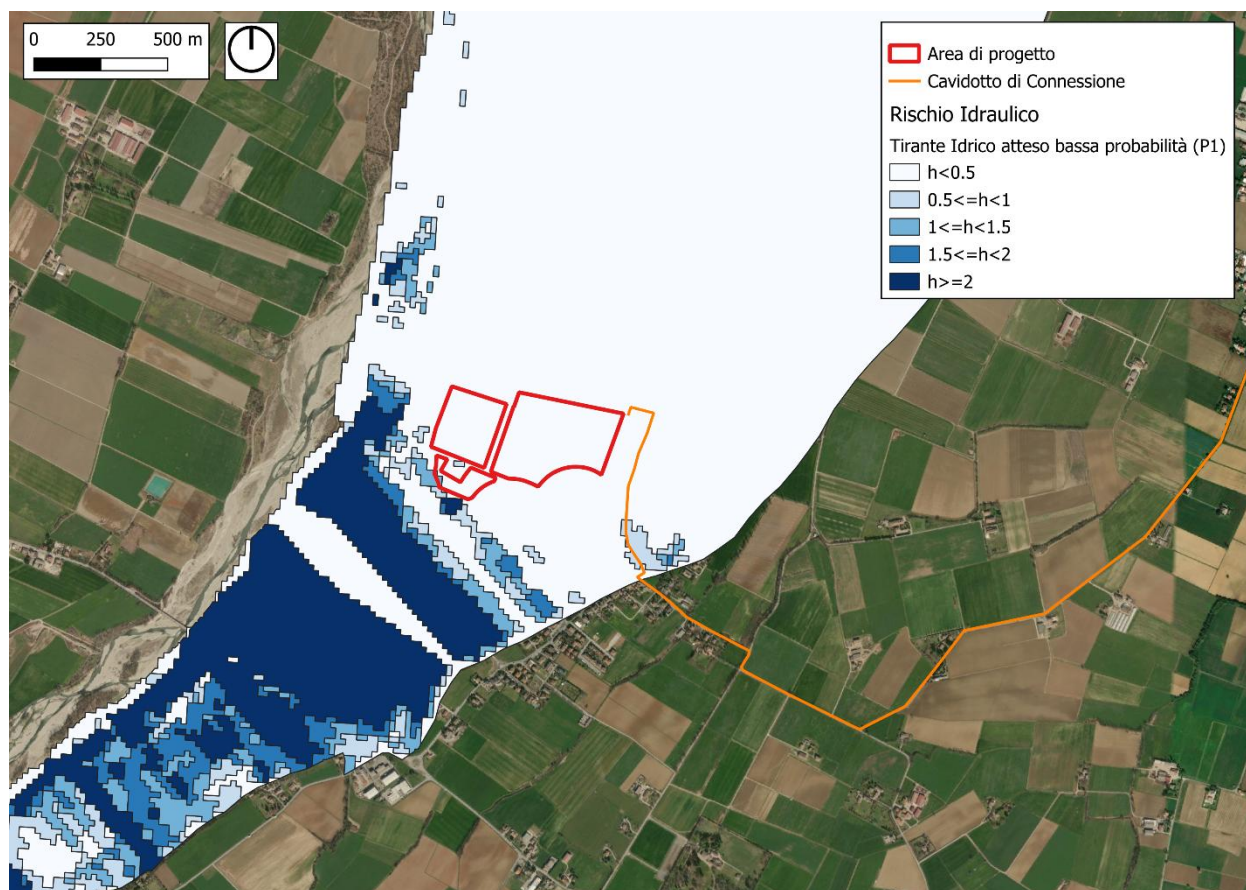 0 250 500 m
Area di progetto
Cavidotto di Connessione
Rischio Idraulico
Tirante Idrico atteso bassa probabilità (P1)
h<0.5
0.5<=h<1
1<=h<1.5
1.5<=h<2
h>=2